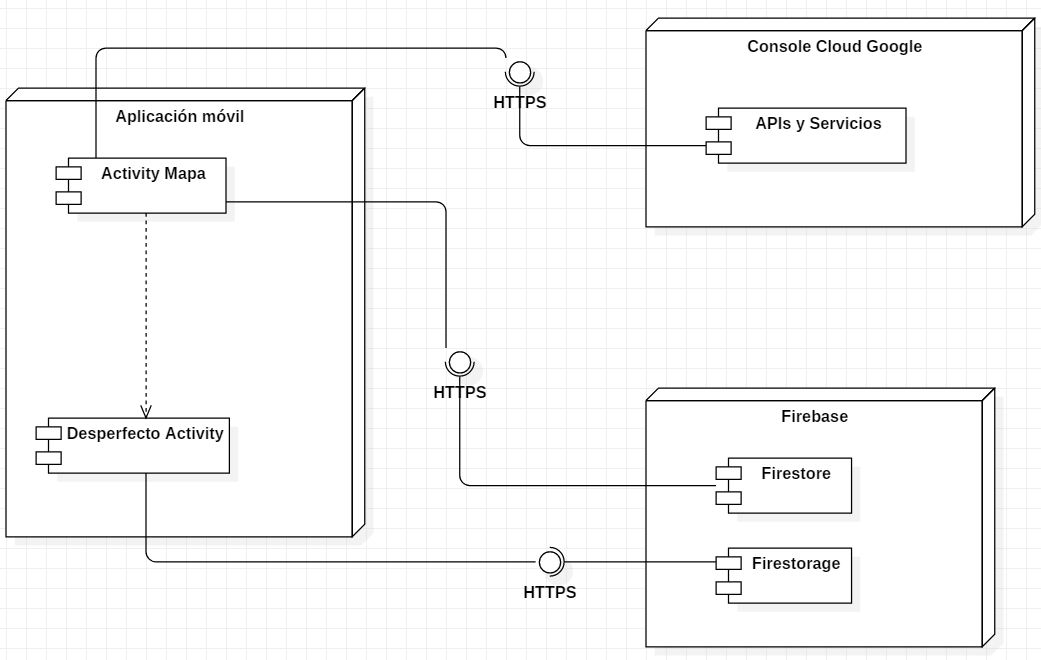 Console Cloud Google
HTTPS
APIs y Servicios
Aplicación móvil
Activity Mapa
HTTPS
Desperfecto Activity
Firebase
Firestore
Firestorage
HTTPS